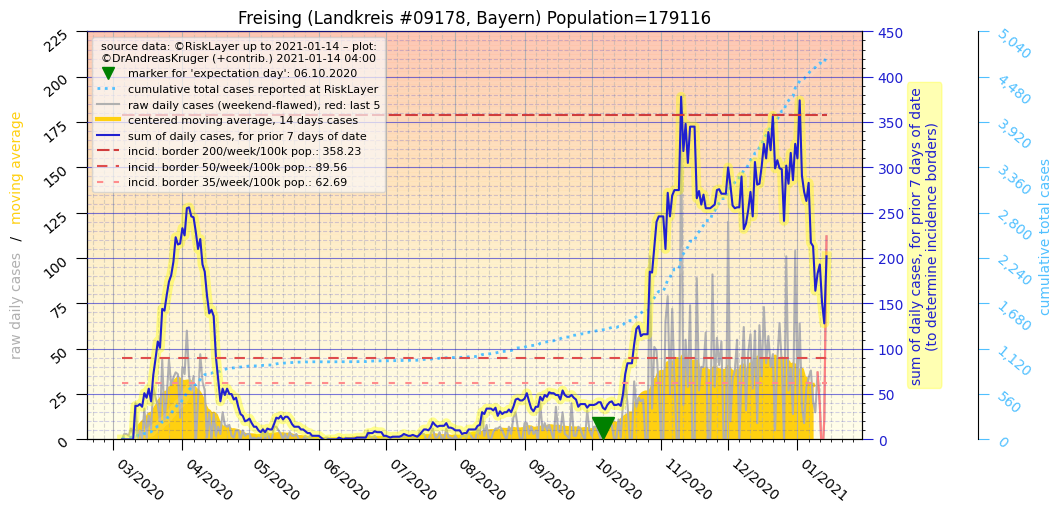 Freising (Landkreis #09178, Bayern) Population=179116
source data: ©RiskLayer up to 2021-01-14 – plot:
©DrAndreasKruger (+contrib.) 2021-01-14 04:00
marker for 'expectation day': 06.10.2020
cumulative total cases reported at RiskLayer
raw daily cases (weekend-flawed), red: last 5
centered moving average, 14 days cases
sum of daily cases, for prior 7 days of date
incid. border 200/week/100k pop.: 358.23
incid. border 50/week/100k pop.: 89.56
incid. border 35/week/100k pop.: 62.69
raw daily cases / moving average
225
200
175
150
125
100
75
50
25
0
03/2020
04/2020
05/2020
06/2020
07/2020
08/2020
09/2020
10/2020
11/2020
12/2020
01/2021
450
400
350
300
250
200
150
100
50
0
sum of daily cases, for prior 7 days of date
(to determine incidence borders)
5,040
4,480
3,920
3,360
2,800
2,240
1,680
1,120
560
0
cumulative total cases